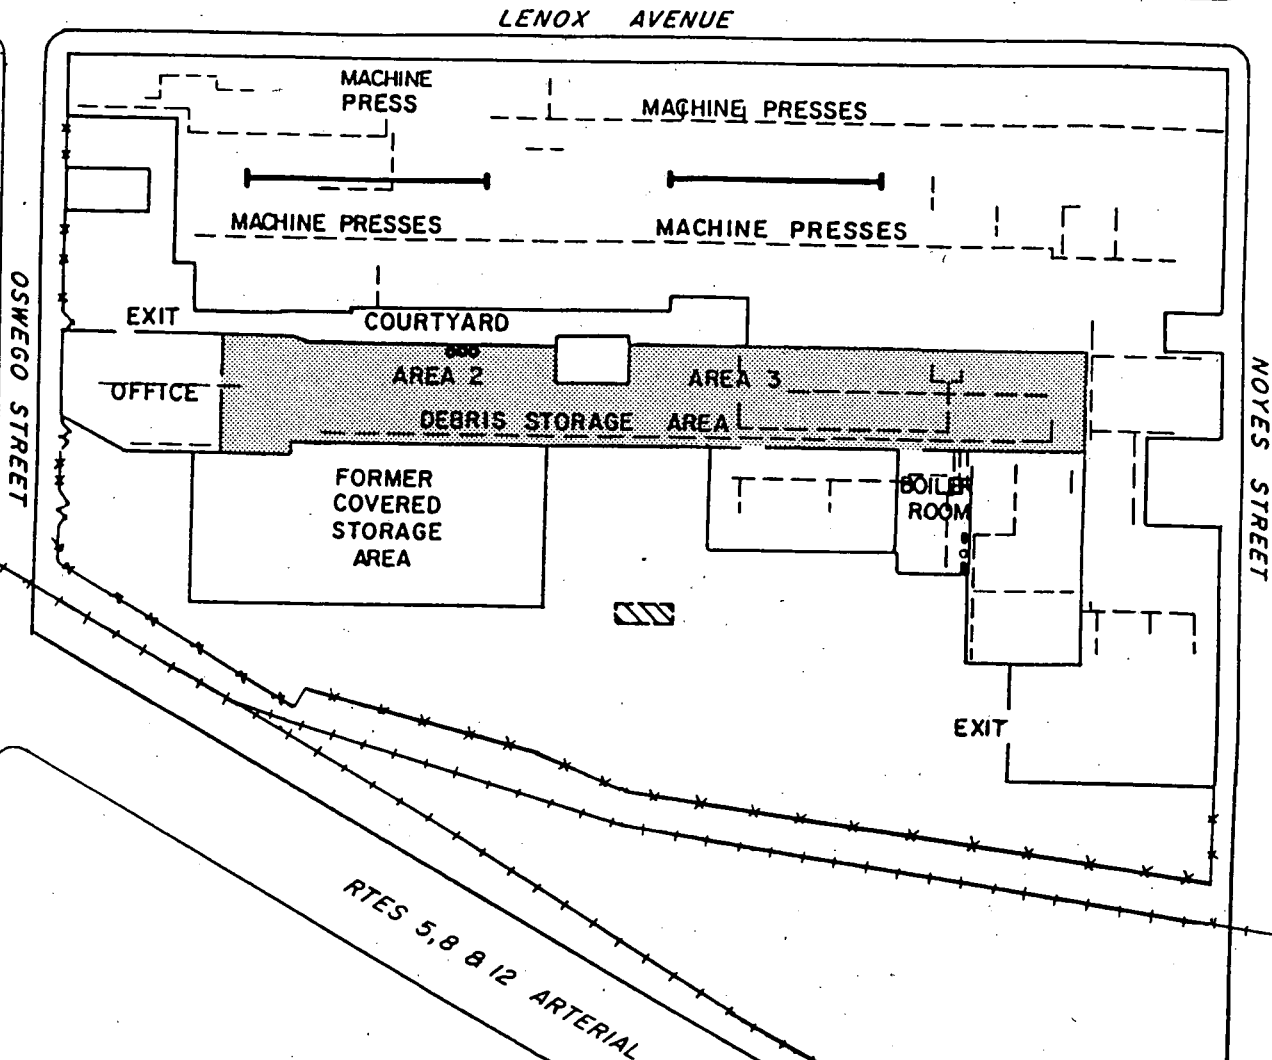 LENOX AVENUE
MACHINE
PRESS
MACHINE PRESSES
MACHINE PRESSES
MACHINE PRESSES
OSWEGO STREET
EXIT
COURTYARD
AREA 2
AREA 3
OFFICE
DEBRIS STORAGE AREA
NOYES STREET
FORMER
COVERED
STORAGE
AREA
BOILER
ROOM
EXIT
RTES 5,8 & 12 ARTERIAL